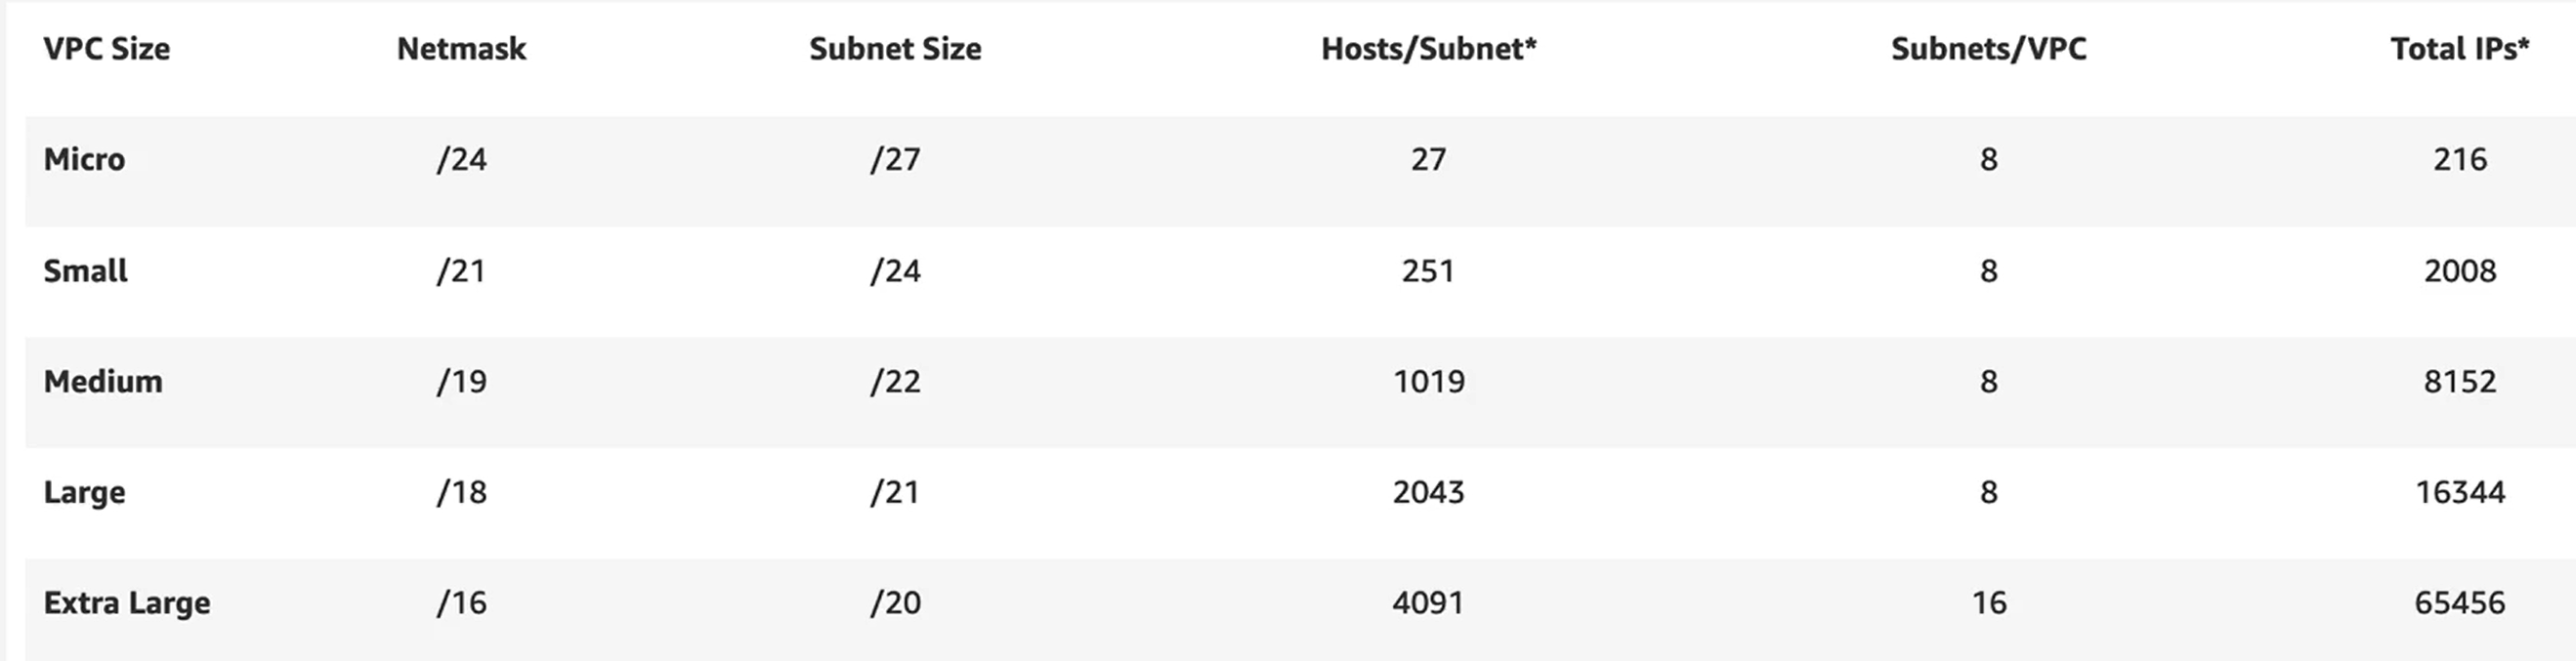 VPC Size Netmask Subnet Size Hosts/Subnet* Subnets/VPC Total IPs*
Micro /24 /27 27 8 216
Small /21 /24 251 8 2008
Medium /19 /22 1019 8 8152
Large /18 /21 2043 8 16344
Extra Large /16 /20 4091 16 65456